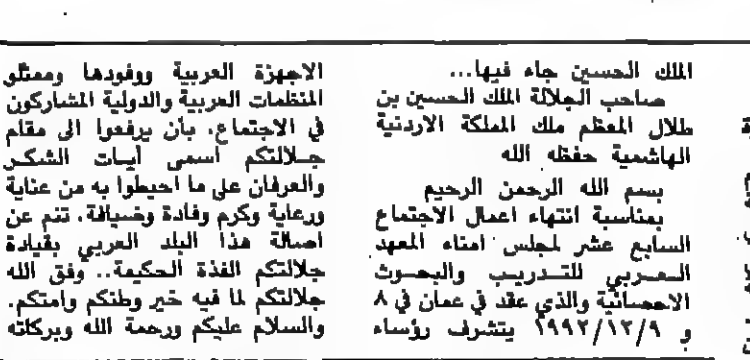 الملك الحسين جاء فيها...
صاحب الجلالة الملك الحسين بن
طلال المعظم ملك المملكة الاردنية
الهاشمية حفظه الله
بسم الله الرحمن الرحيم
بمناسبة انتهاء اعمال الاجتماع
السابع عشر لمجلس امناء المعهد
العربي للتدريب والبحوث
الاحصائية والذي عقد في عمان في ٨
و ١٩٩٢/١٢/٩ يتشرف رؤساء
الاجهزة العربية ووفودها وممثلو
المنظمات العربية والدولية المشاركون
في الاجتماع، بأن يرفعوا الى مقام
جلالتكم اسمى آيات الشكر
والعرفان على ما احيطوا به من عناية
ورعاية وكرم وفادة وضيافة، تنم عن
اصالة هذا البلد العربي بقيادة
جلالتكم الفذة الحكيمة.. وفق الله
جلالتكم لما فيه خير وطنكم وامتكم.
والسلام عليكم ورحمة الله وبركاته